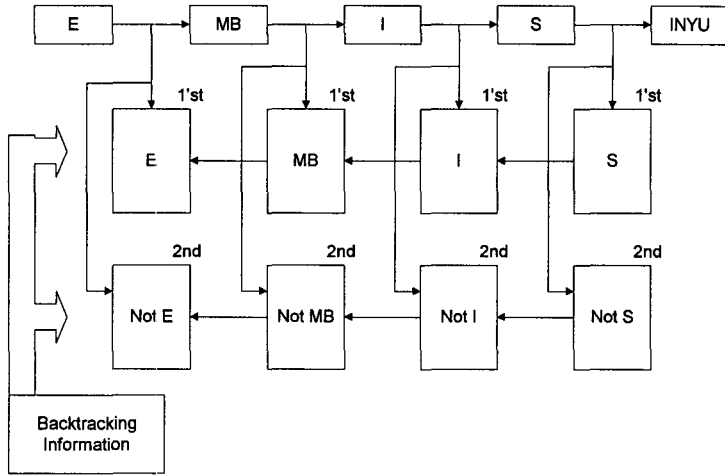 E
MB
I
S
INYU
1'st
1'st
1'st
1'st
E
MB
I
S
2nd
2nd
2nd
2nd
Not E
Not MB
Not I
Not S
Backtracking
Information